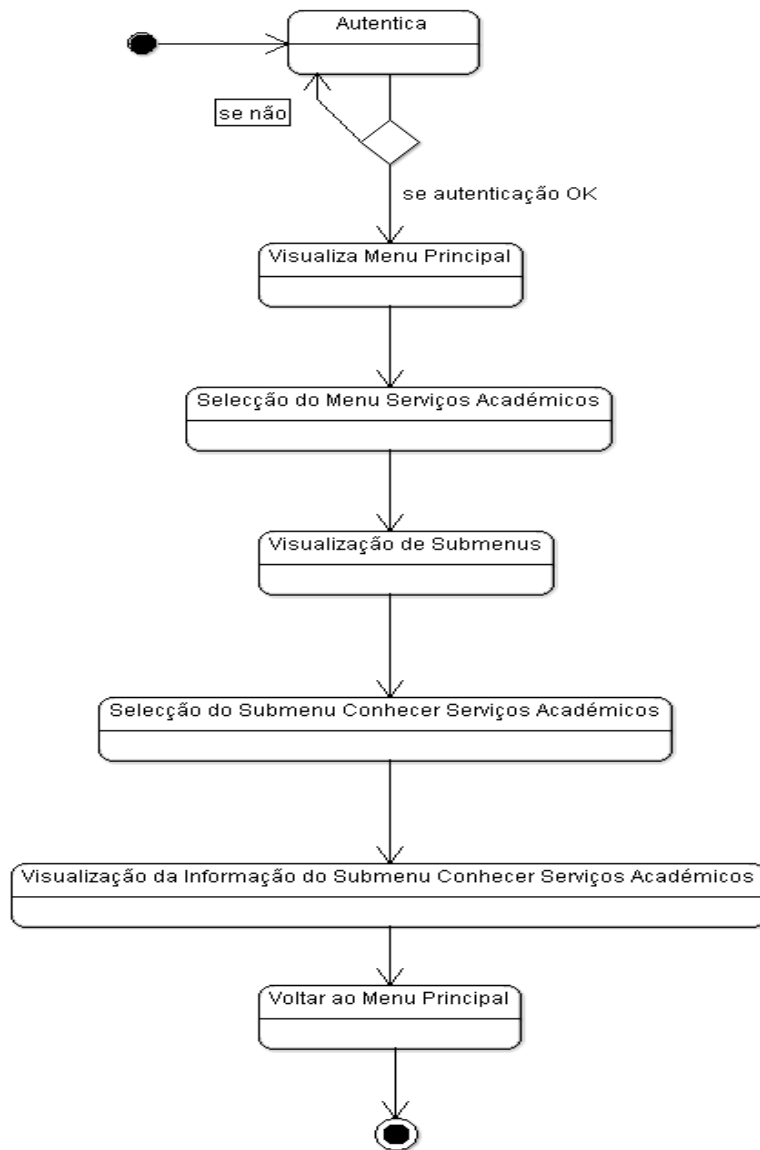 Autentica
se não
se autenticação OK
Visualiza Menu Principal
Selecção do Menu Serviços Académicos
Visualização de Submenus
Selecção do Submenu Conhecer Serviços Académicos
Visualização da Informação do Submenu Conhecer Serviços Académicos
Voltar ao Menu Principal